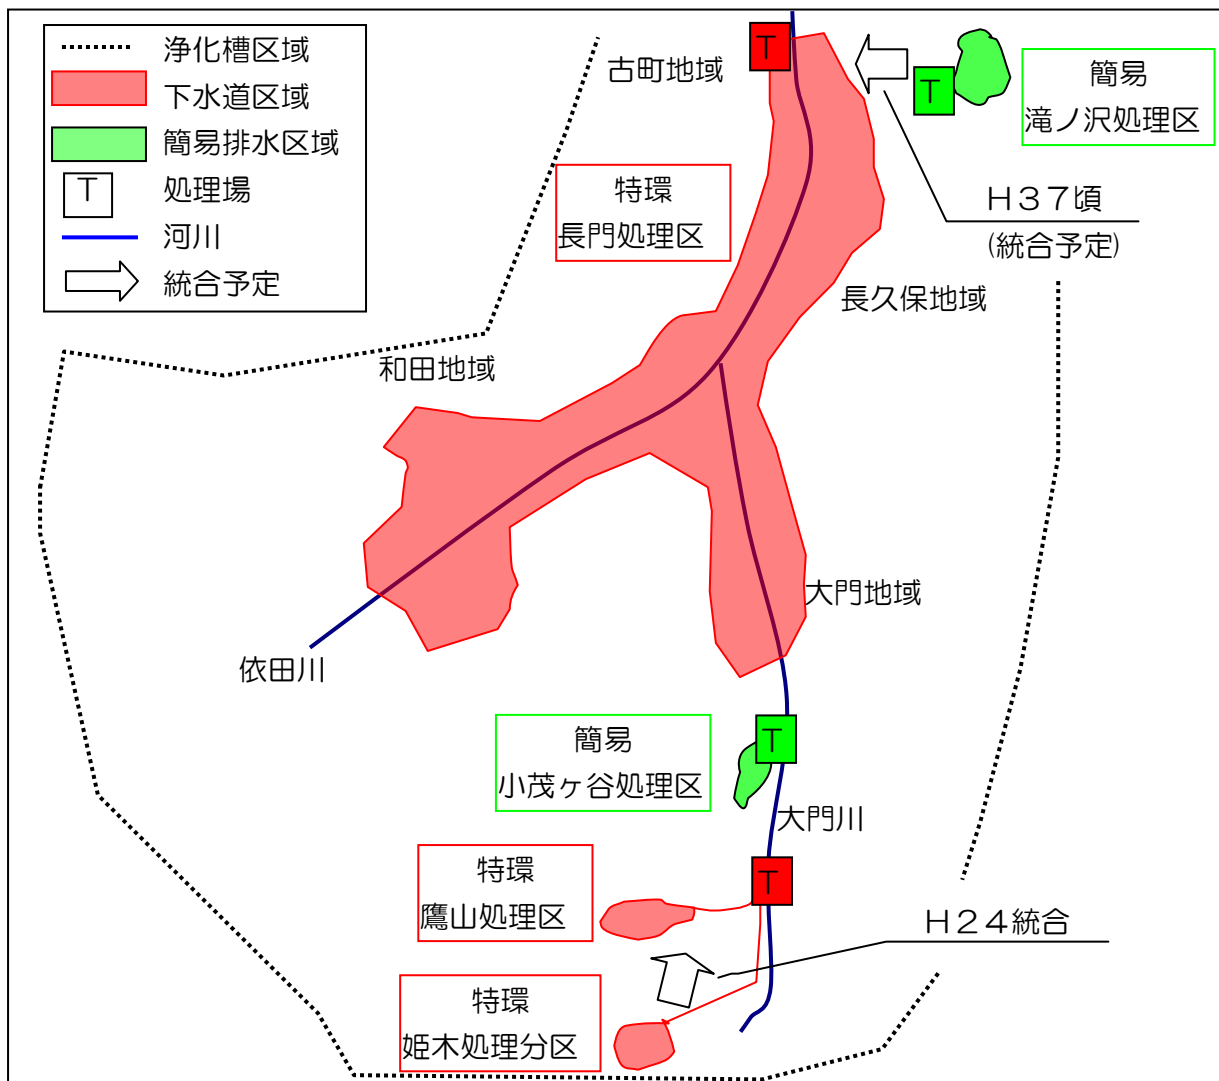 浄化槽区域
下水道区域
簡易排水区域
T
処理場
河川
統合予定
古町地域
T
T
簡易
滝ノ沢処理区
特環
長門処理区
H37頃
(統合予定)
長久保地域
和田地域
大門地域
依田川
簡易
小茂ヶ谷処理区
T
大門川
特環
鷹山処理区
T
H24統合
特環
姫木処理分区